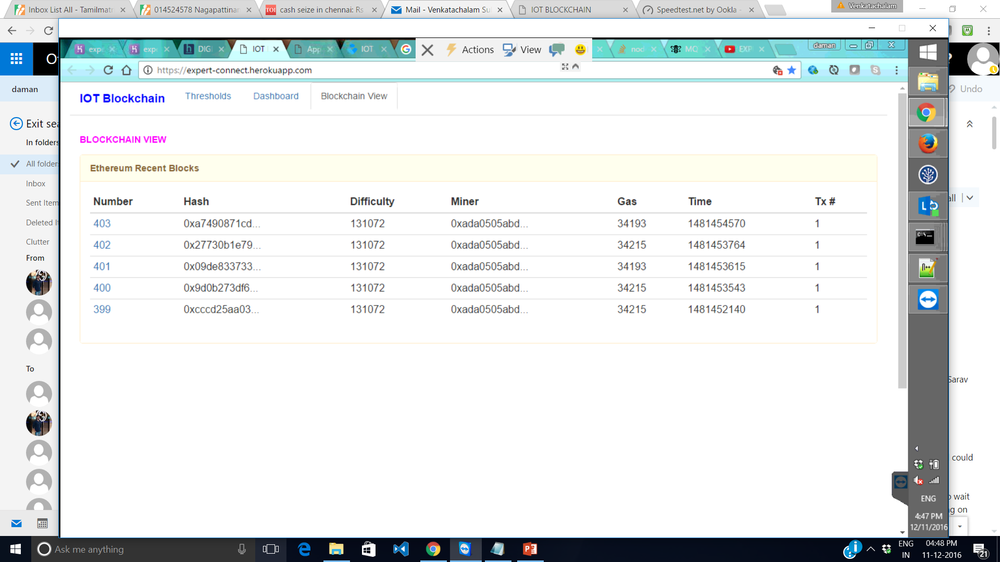 Inbox List All - Tamilmatr
014524578 Nagapattinar
TOI cash seize in chennai: Rs
Mail - Venkatachalam Su
IOT BLOCKCHAIN
Speedtest.net by Ookla -
Venkatachalam
expe
expe
DIGI
IOT
App
IOT
Actions
View
nod
MQ
EXP
daman
https://expert-connect.herokuapp.com
daman
Undo
Exit sea
In folders
All folders
Inbox
Sent Item
Deleted It
Clutter
From
To
IOT Blockchain
Thresholds
Dashboard
Blockchain View
BLOCKCHAIN VIEW
Ethereum Recent Blocks
Number Hash Difficulty Miner Gas Time Tx #
403 0xa7490871cd... 131072 0xada0505abd... 34193 1481454570 1
402 0x27730b1e79... 131072 0xada0505abd... 34215 1481453764 1
401 0x09de833733... 131072 0xada0505abd... 34193 1481453615 1
400 0x9d0b273df6... 131072 0xada0505abd... 34215 1481453543 1
399 0xcccd25aa03... 131072 0xada0505abd... 34215 1481452140 1
all
Sarav
could
wait
ng on
ENG
4:47 PM
12/11/2016
Ask me anything
ENG
IN
04:48 PM
11-12-2016
21